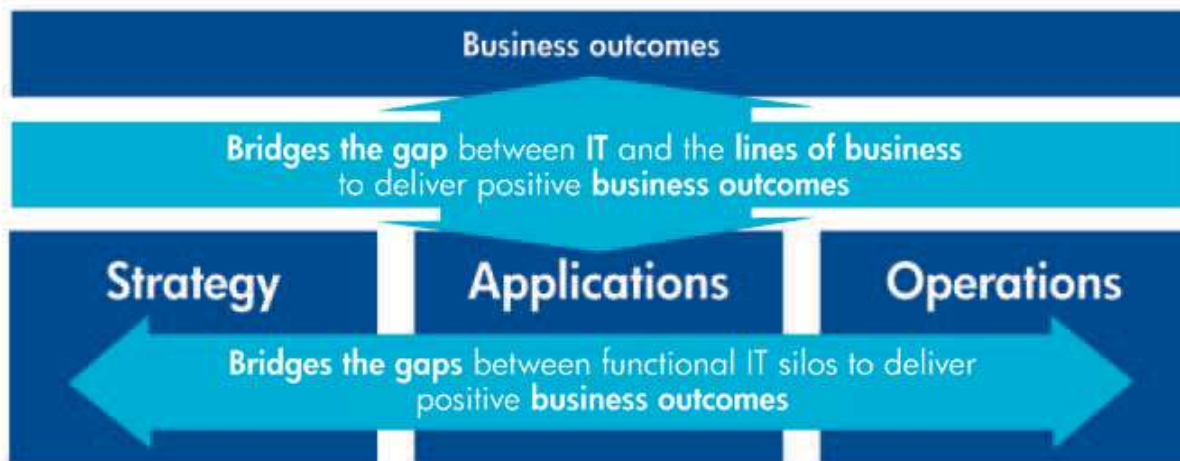 Business outcomes
Bridges the gap between IT and the lines of business
to deliver positive business outcomes
Strategy
Applications
Operations
Bridges the gaps between functional IT silos to deliver
positive business outcomes